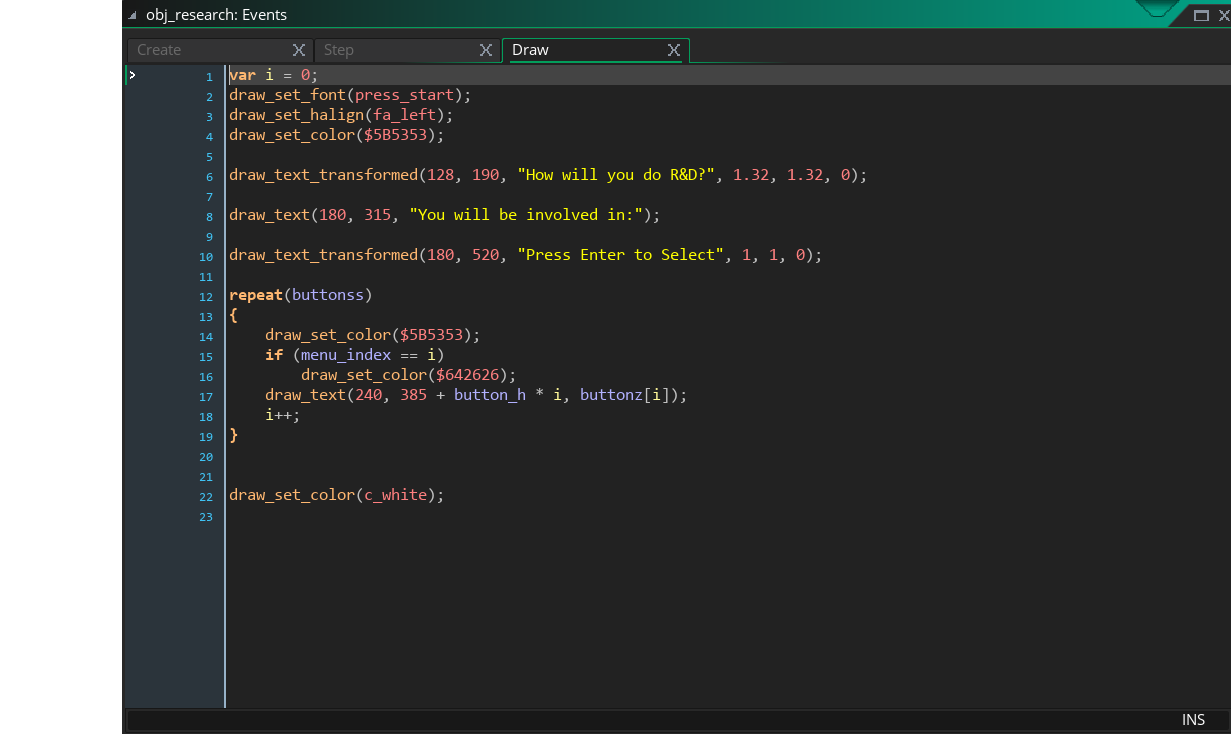 obj_research: Events
Create Step Draw
1 var i = 0;
2 draw_set_font(press_start);
3 draw_set_halign(fa_left);
4 draw_set_color($5B5353);
5
6 draw_text_transformed(128, 190, "How will you do R&D?", 1.32, 1.32, 0);
7
8 draw_text(180, 315, "You will be involved in:");
9
10 draw_text_transformed(180, 520, "Press Enter to Select", 1, 1, 0);
11
12 repeat(buttonss)
13 {
14     draw_set_color($5B5353);
15     if (menu_index == i)
16         draw_set_color($642626);
17     draw_text(240, 385 + button_h * i, buttonz[i]);
18     i++;
19 }
20
21
22 draw_set_color(c_white);
23
INS